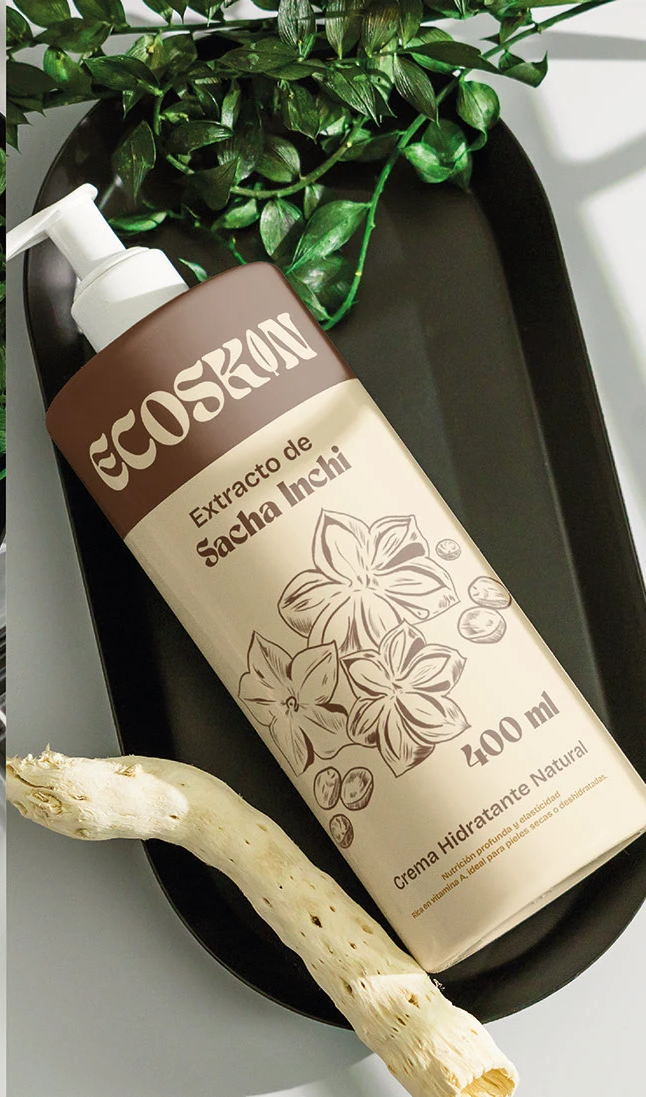 ECOSKIN
Extracto de
Sacha Inchi
400 ml
Crema Hidratante Natural
Nutrición profunda y elasticidad
Rica en vitamina A, ideal para pieles secas o deshidratadas.